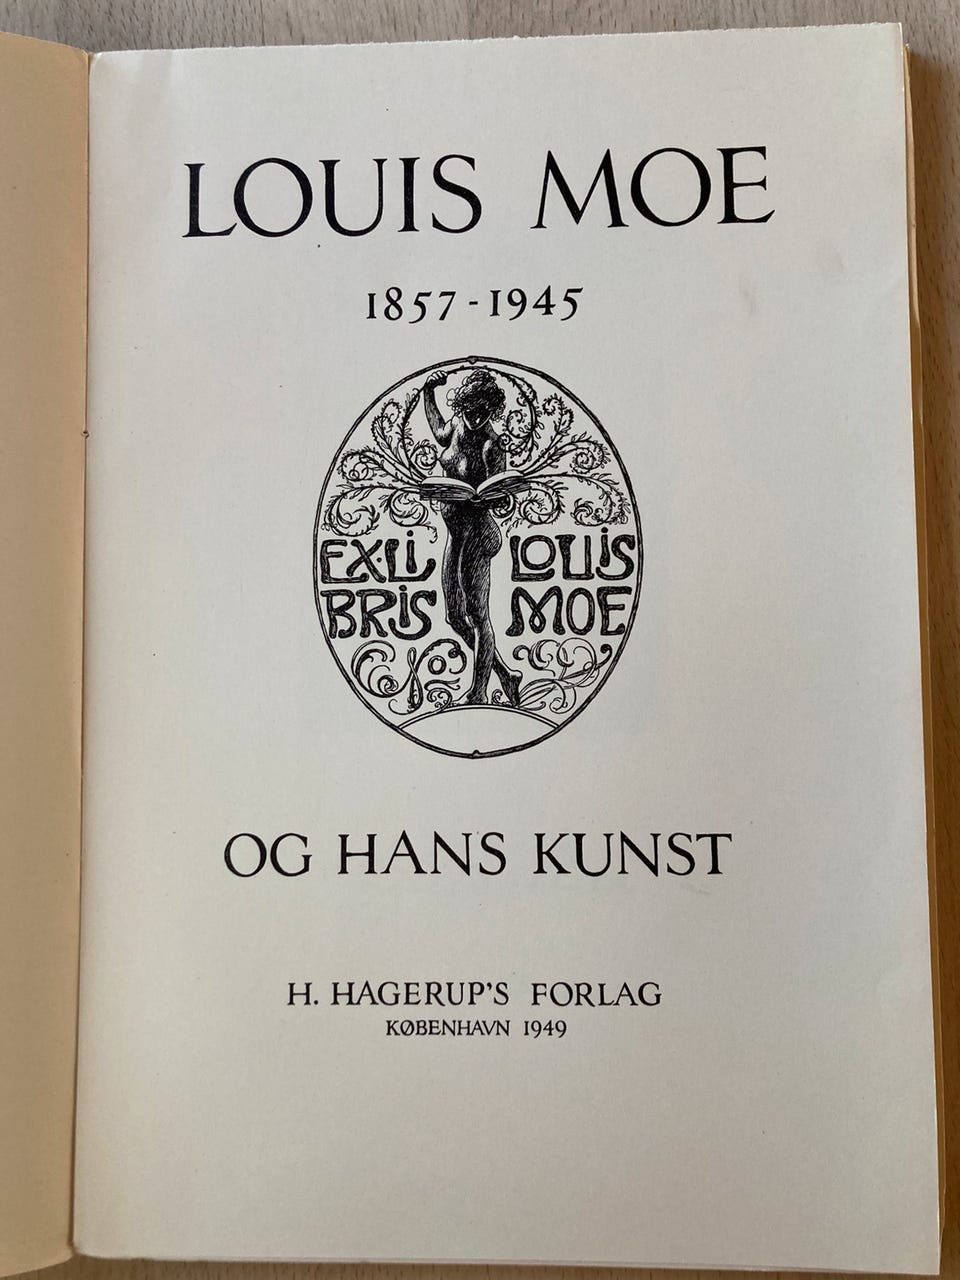 LOUIS MOE
1857-1945
EX-LI LOUIS
BRIS MOE
OG HANS KUNST
H. HAGERUP'S FORLAG
KØBENHAVN 1949